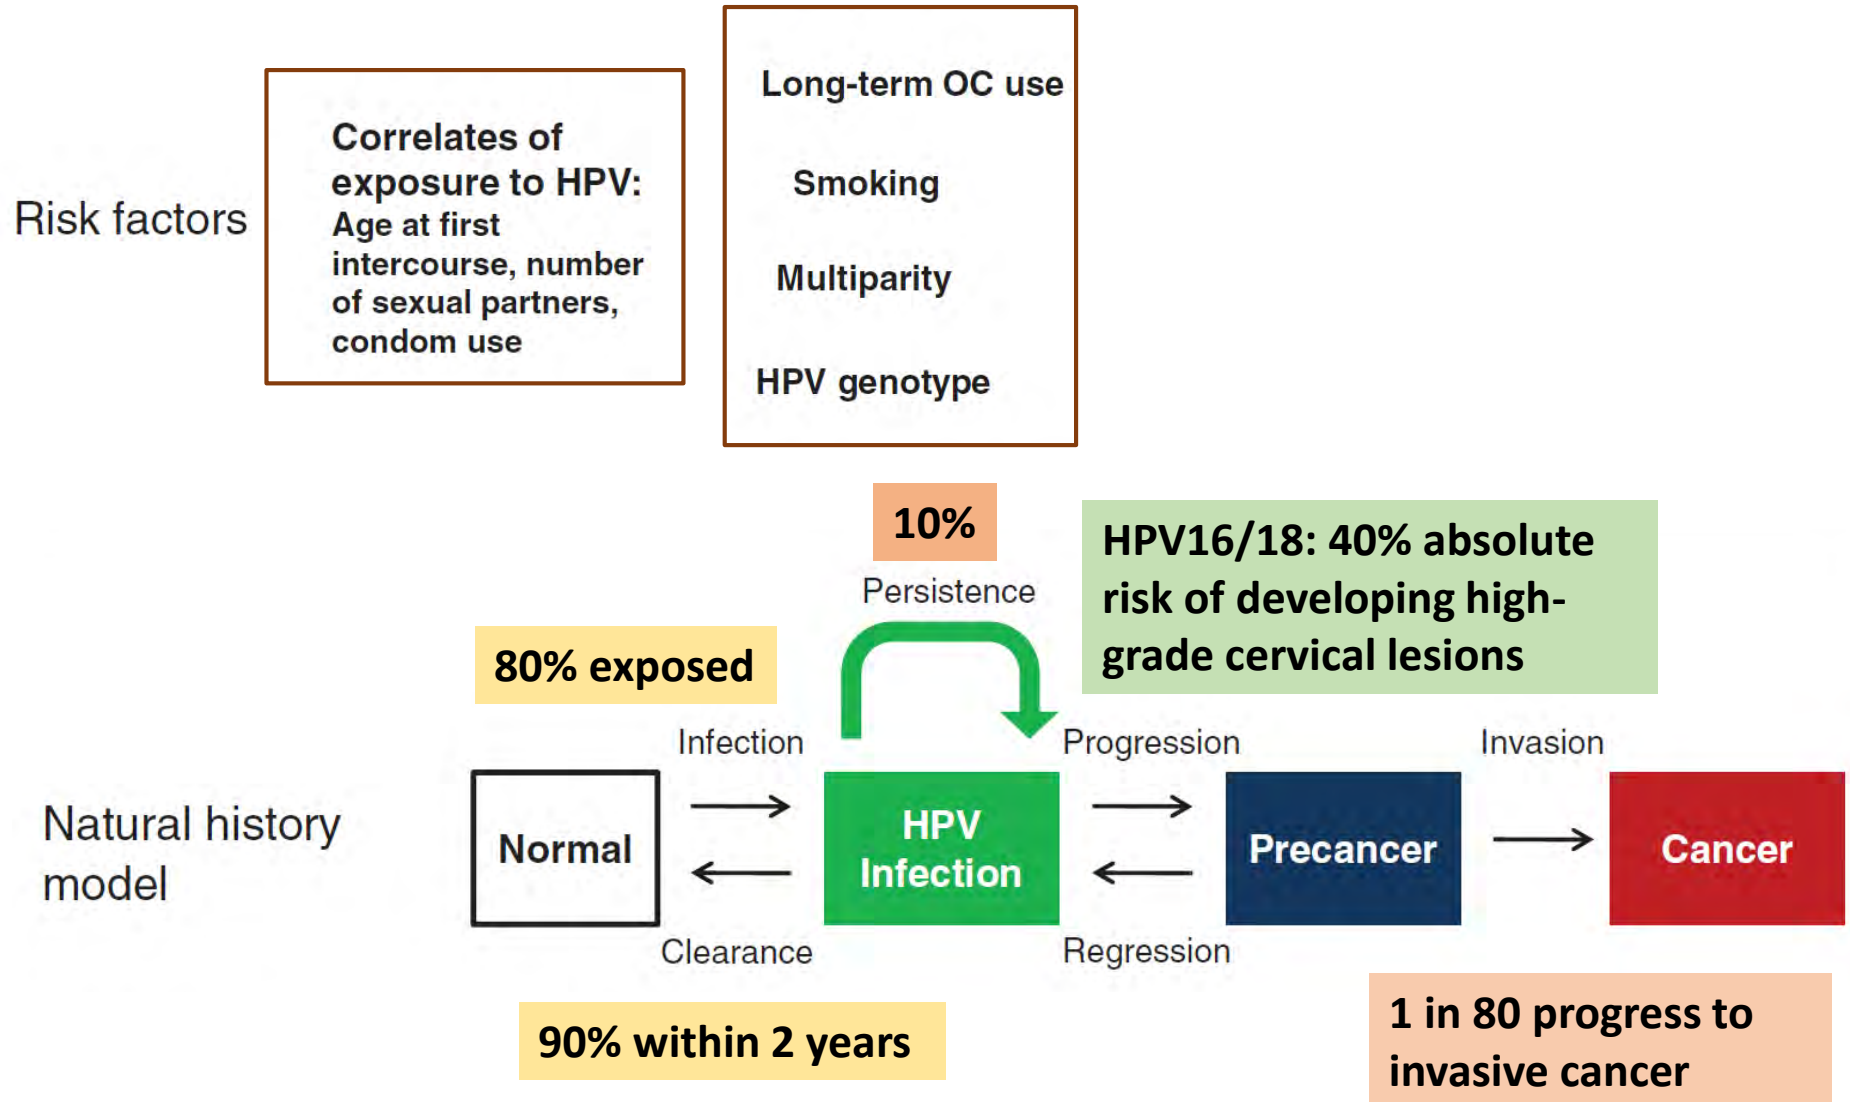 Risk factors
Correlates of
exposure to HPV:
Age at first
intercourse, number
of sexual partners,
condom use
Long-term OC use
Smoking
Multiparity
HPV genotype
10%
Persistence
HPV16/18: 40% absolute
risk of developing high-
grade cervical lesions
80% exposed
Infection
Progression
Invasion
Natural history
model
Normal
HPV
Infection
Precancer
Cancer
Clearance
Regression
90% within 2 years
1 in 80 progress to
invasive cancer